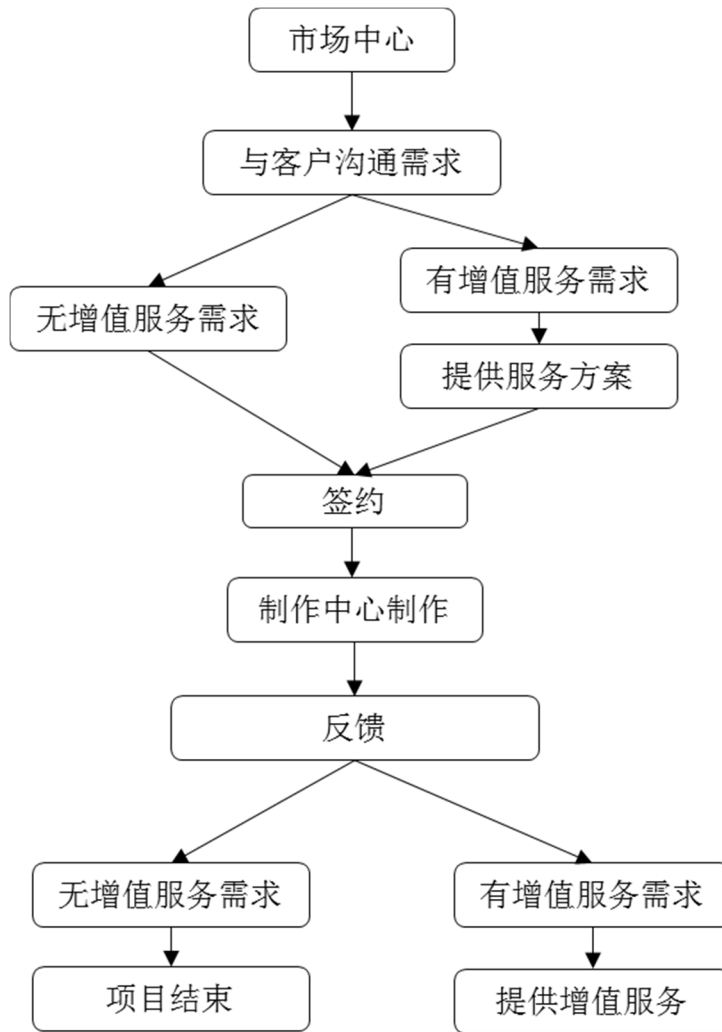 市场中心
与客户沟通需求
无增值服务需求
有增值服务需求
提供服务方案
签约
制作中心制作
反馈
无增值服务需求
有增值服务需求
项目结束
提供增值服务